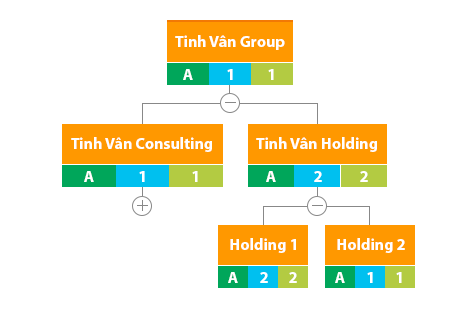 Tinh Vân Group
A 1 1
Tinh Vân Consulting
A 1 1
Tinh Vân Holding
A 2 2
Holding 1
A 2 2
Holding 2
A 1 1